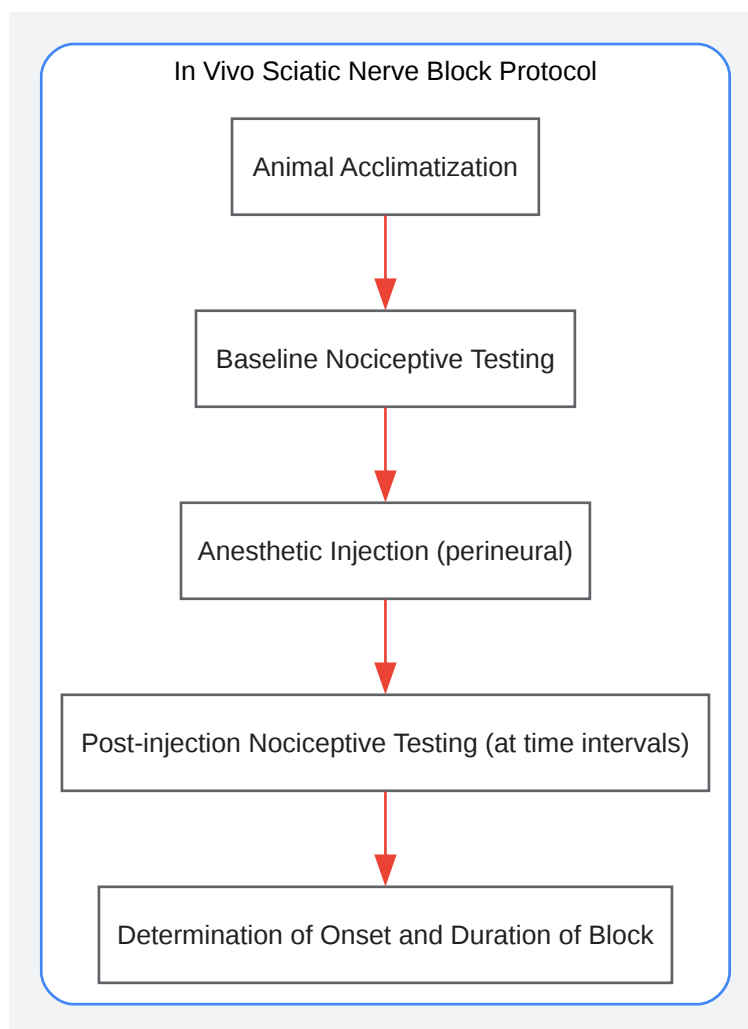 In Vivo Sciatic Nerve Block Protocol
Animal Acclimatization
Baseline Nociceptive Testing
Anesthetic Injection (perineural)
Post-injection Nociceptive Testing (at time intervals)
Determination of Onset and Duration of Block